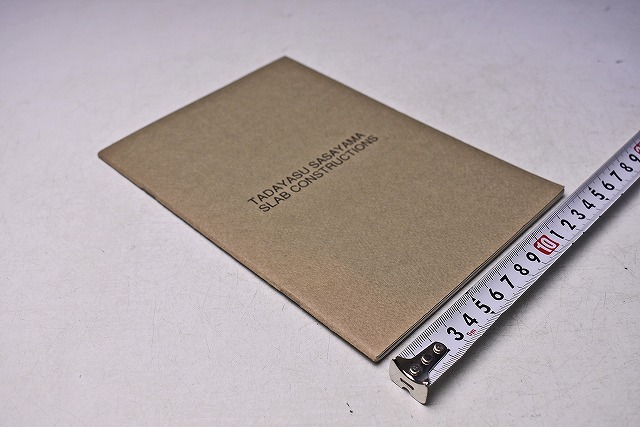 TADAYASU SASAYAMA
SLAB CONSTRUCTIONS
3 4 5 6 7 8 9 10 1 2 3 4 5 6 7 8 9